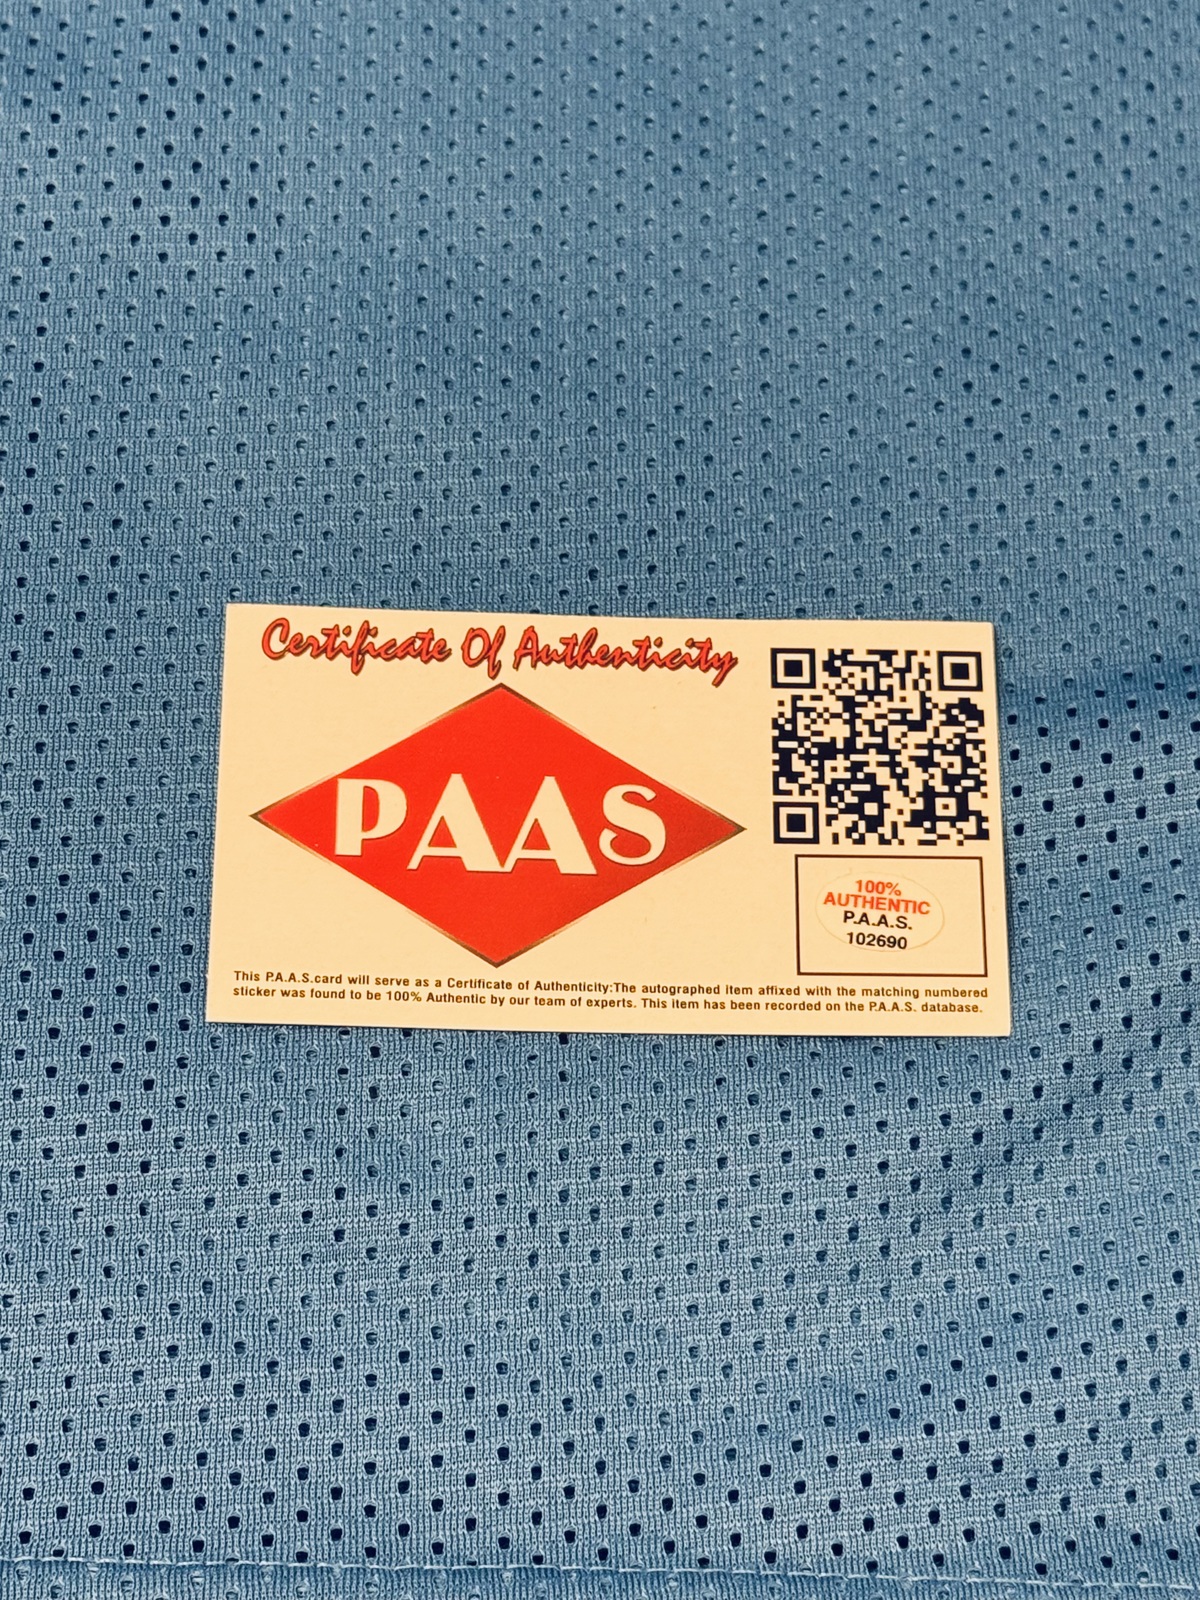 Certificate Of Authenticity
PAAS
100%
AUTHENTIC
P.A.A.S.
102690
This P.A.A.S.card will serve as a Certificate of Authenticity:The autographed item affixed with the matching numbered
sticker was found to be 100% Authentic by our team of experts. This item has been recorded on the P.A.A.S. database.